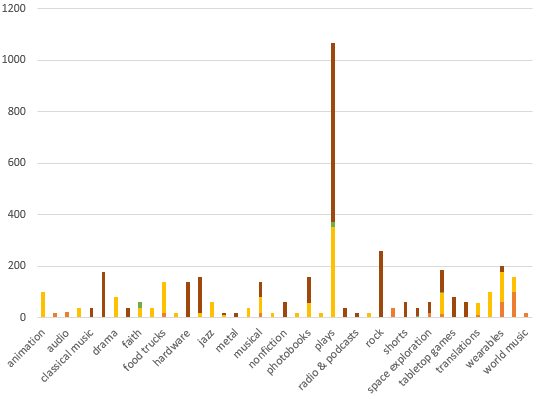 1200
1000
800
600
400
200
0
animation
audio
classical music
drama
faith
food trucks
hardware
jazz
metal
musical
nonfiction
photobooks
plays
radio & podcasts
rock
shorts
space exploration
tabletop games
translations
wearables
world music